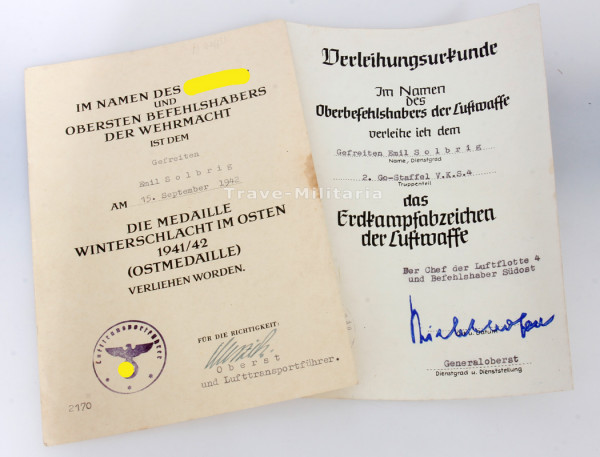 IM NAMEN DES
UND
OBERSTEN BEFEHLSHABERS
DER WEHRMACHT
IST DEM
Gefreiten
Emil Solbrig
AM 15. September 1942
DIE MEDAILLE
WINTERSCHLACHT IM OSTEN
1941/42
(OSTMEDAILLE)
VERLIEHEN WORDEN.
FÜR DIE RICHTIGKEIT:
Oberst
und Lufttransportführer.
Lufttransportführer
2170
Verleihungsurkunde
Im Namen
des
Oberbefehlshabers der Luftwaffe
verleihe ich dem
Gefreiten Emil Solbrig
Name, Dienstgrad
2. Go-Staffel V.K.S.4
Truppenteil
das
Erdkampfabzeichen
der Luftwaffe
Der Chef der Luftflotte 4
und Befehlshaber Südost
Datum
Generaloberst
Dienstgrad u. Dienststellung
Trave-Militaria